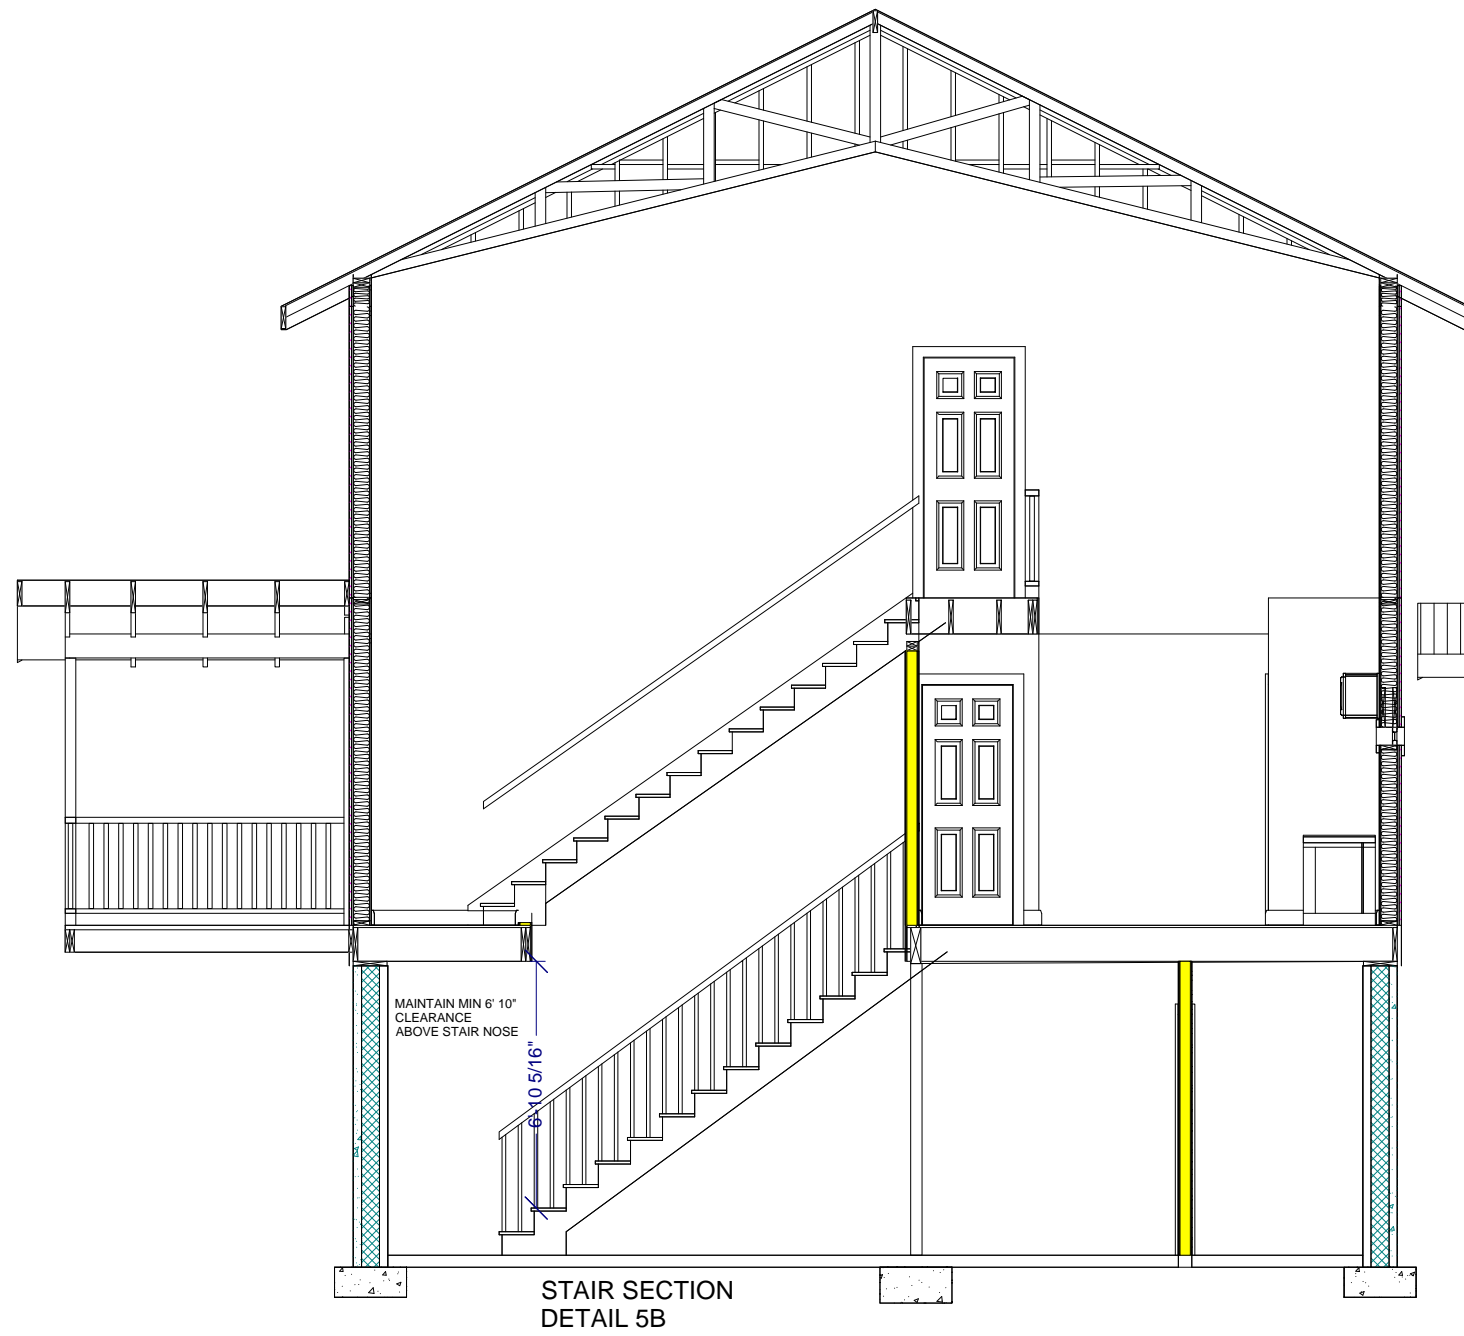 MAINTAIN MIN 6' 10"
CLEARANCE
ABOVE STAIR NOSE
6' 10 5/16"
STAIR SECTION
DETAIL 5B